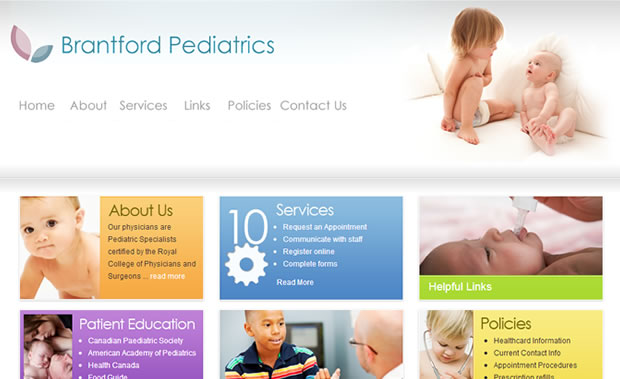 Brantford Pediatrics
Home About Services Links Policies Contact Us
About Us
Our physicians are
Pediatric Specialists
certified by the Royal
College of Physicians and
Surgeons ... read more
10
Services
Request an Appointment
Communicate with staff
Register online
Complete forms
Read More
Helpful Links
Patient Education
Canadian Paediatric Society
American Academy of Pediatrics
Health Canada
Food Guide
Policies
Healthcard Information
Current Contact Info
Appointment Procedures
Prescription refills